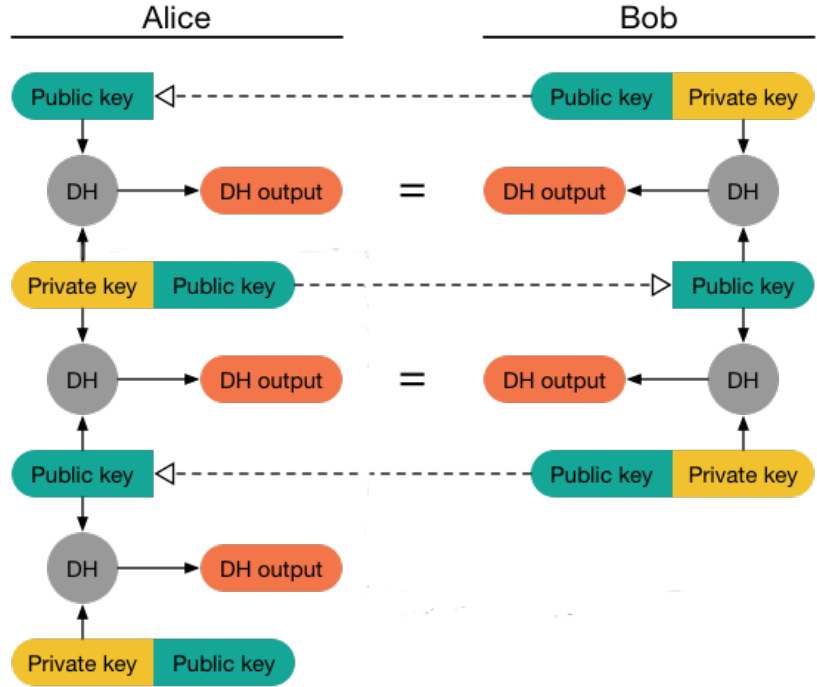 Alice Bob
Public key Public key Private key
DH DH output = DH output DH
Private key Public key Public key
DH DH output = DH output DH
Public key Public key Private key
DH DH output
Private key Public key